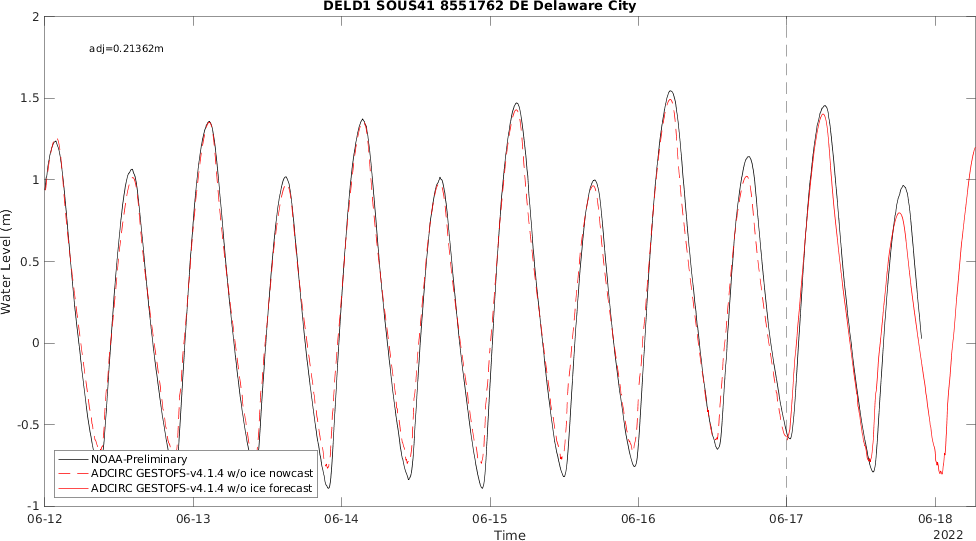 DELD1 SOUS41 8551762 DE Delaware City
adj=0.21362m
2
1.5
1
0.5
0
-0.5
-1
Water Level (m)
NOAA-Preliminary
ADCIRC GESTOFS-v4.1.4 w/o ice nowcast
ADCIRC GESTOFS-v4.1.4 w/o ice forecast
06-12 06-13 06-14 06-15 06-16 06-17 06-18
Time
2022